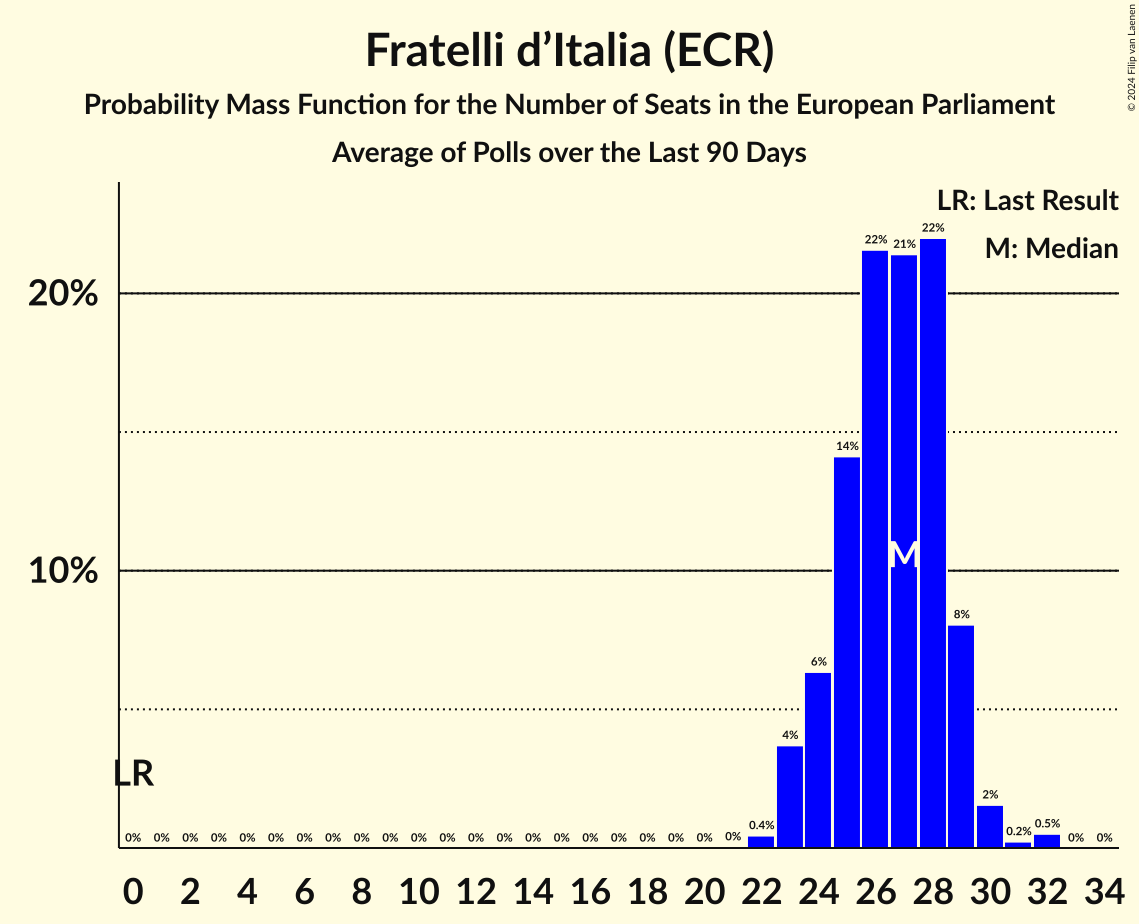 Fratelli d’Italia (ECR)
Probability Mass Function for the Number of Seats in the European Parliament
Average of Polls over the Last 90 Days
© 2024 Filip van Laenen
LR: Last Result
M: Median
20%
10%
22% 21% 22%
14%
M
8%
6%
4%
LR
2%
0% 0% 0% 0% 0% 0% 0% 0% 0% 0% 0% 0% 0% 0% 0% 0% 0% 0% 0% 0% 0% 0% 0.4% 0.2% 0.5% 0% 0%
0 2 4 6 8 10 12 14 16 18 20 22 24 26 28 30 32 34